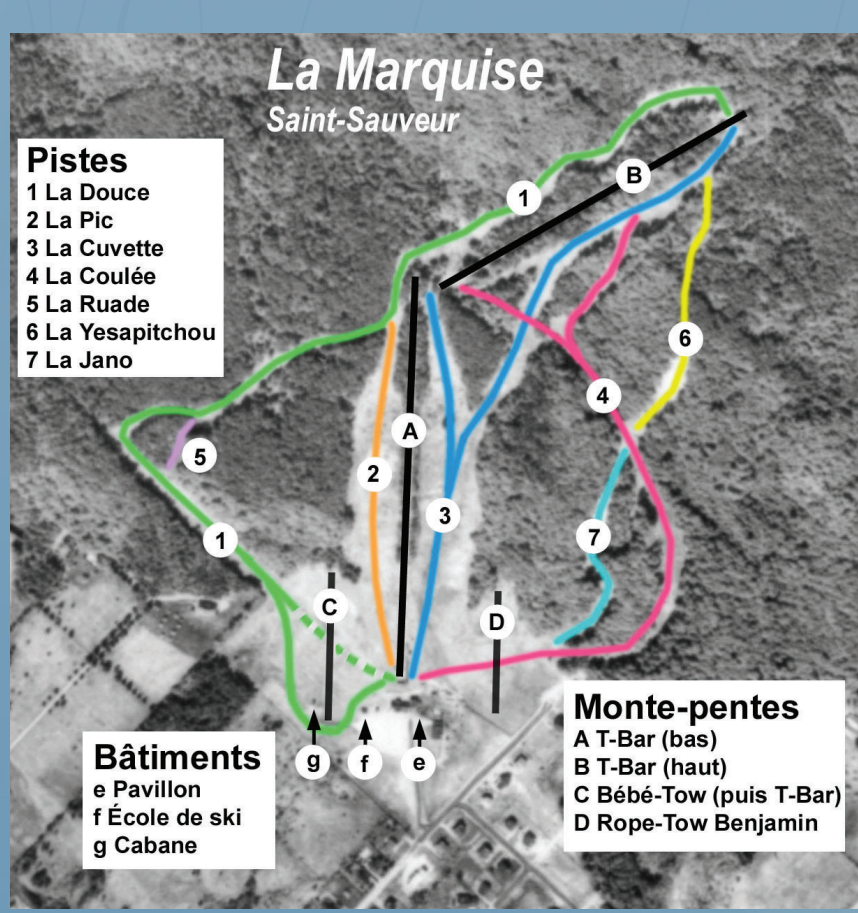 La Marquise
Saint-Sauveur
Pistes
1 La Douce
2 La Pic
3 La Cuvette
4 La Coulée
5 La Ruade
6 La Yesapitchou
7 La Jano
1
B
6
4
A
5
2
3
1
7
C
D
g
f
e
Bâtiments
e Pavillon
f École de ski
g Cabane
Monte-pentes
A T-Bar (bas)
B T-Bar (haut)
C Bébé-Tow (puis T-Bar)
D Rope-Tow Benjamin